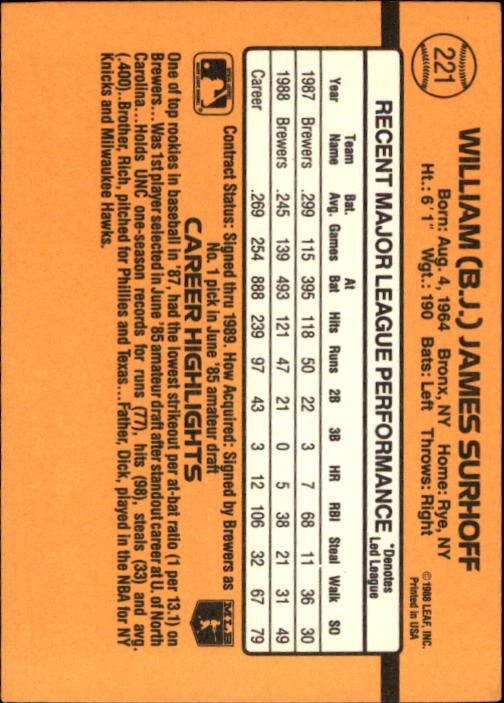 221
WILLIAM (B.J.) JAMES SURHOFF
Born: Aug. 4, 1964 Bronx, NY Home: Rye, NY
Ht.: 6'1" Wgt.: 190 Bats: Left Throws: Right
©1988 LEAF, INC.
Printed in USA
RECENT MAJOR LEAGUE PERFORMANCE
*Denotes
Led League
Year Team Name Bat. Avg. Games At Bat Hits Runs 2B 3B HR RBI Steal Walk SO
1987 Brewers .299 115 395 118 50 22 3 7 68 11 36 30
1988 Brewers .245 139 493 121 47 21 0 5 38 21 31 49
Career .269 254 888 239 97 43 3 12 106 32 67 79
Contract Status: Signed thru 1989. How Acquired: Signed by Brewers as
No. 1 pick in June '85 amateur draft
MLB
CAREER HIGHLIGHTS
One of top rookies in baseball in '87, had the lowest strikeout per at-bat ratio (1 per 13.1) on
Brewers...Was 1st player selected in June '85 amateur draft after standout career at U. of North
Carolina...Holds UNC one-season records for runs (77), hits (98), steals (33) and avg.
(.400)...Brother, Rich, pitched for Phillies and Texas...Father, Dick, played in the NBA for NY
Knicks and Milwaukee Hawks.